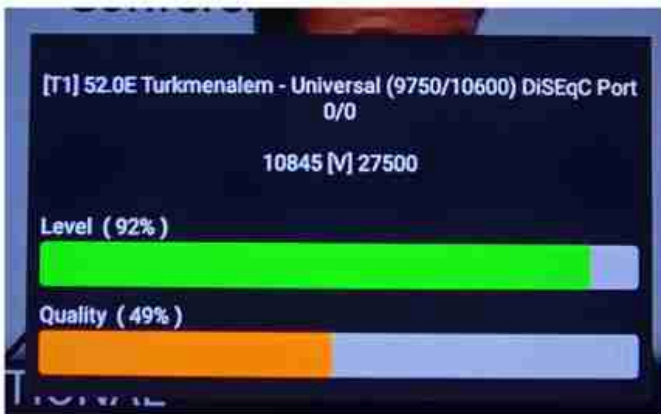 [T1] 52.0E Turkmenalem - Universal (9750/10600) DiSEqC Port
0/0
10845 [V] 27500
Level ( 92% )
Quality ( 49% )